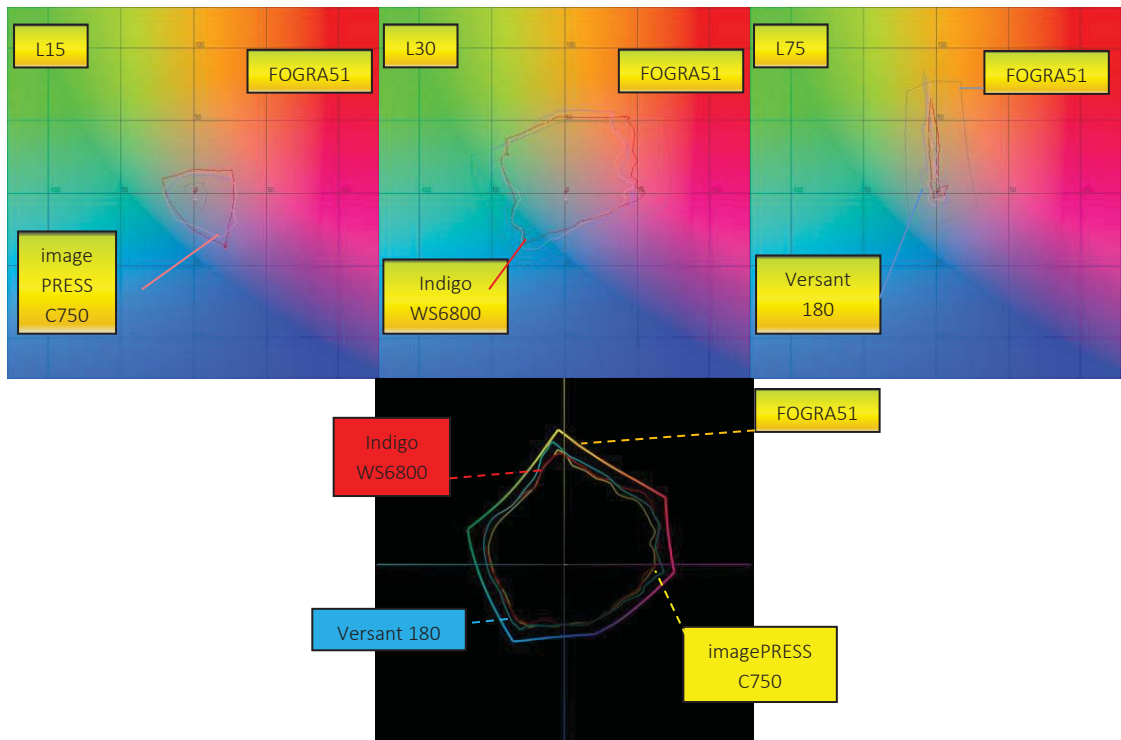 L15
FOGRA51
image
PRESS
C750
L30
FOGRA51
Indigo
WS6800
L75
FOGRA51
Versant
180
FOGRA51
Indigo
WS6800
Versant 180
imagePRESS
C750